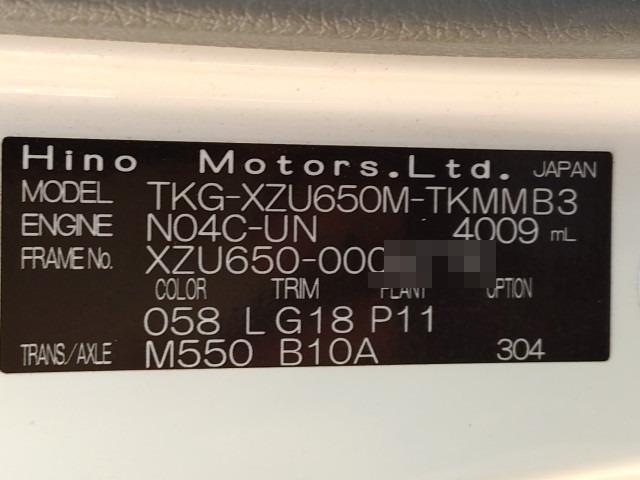 Hino Motors.Ltd. JAPAN
MODEL TKG-XZU650M-TKMMB3
ENGINE N04C-UN 4009 mL
FRAME No. XZU650-000
COLOR TRIM PLANT OPTION
058 L G18 P11
TRANS/AXLE M550 B10A 304